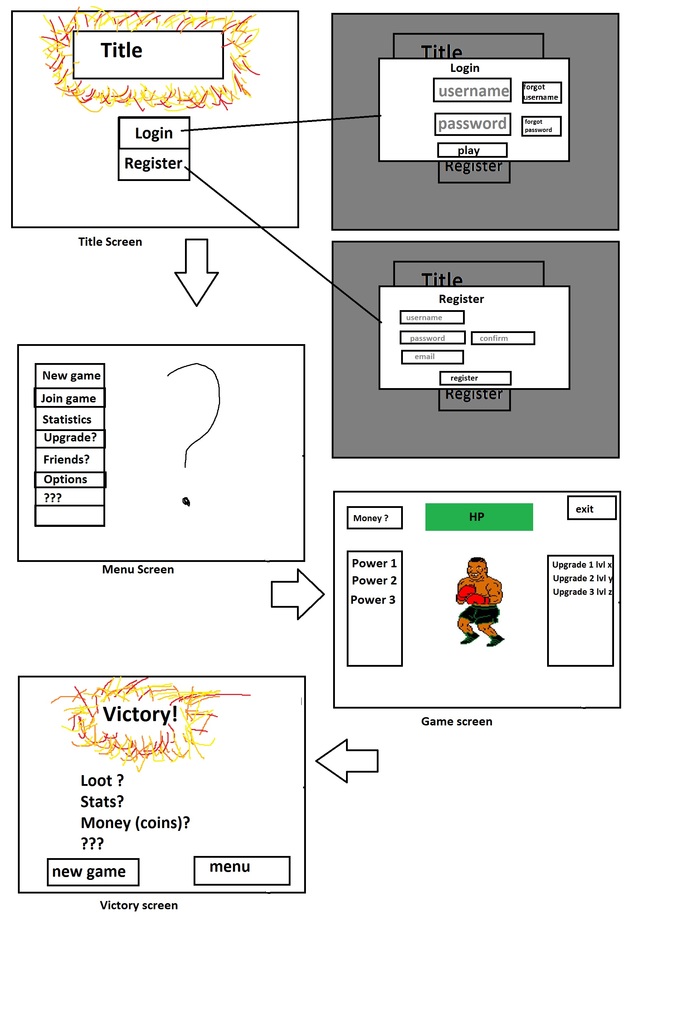 Title
Login
Register
Title Screen
Title
Login
username
forgot
username
password
forgot
password
play
Register
Title
Register
username
password
confirm
email
register
Register
New game
Join game
Statistics
Upgrade?
Friends?
Options
???
?
Menu Screen
Money ?
HP
exit
Power 1
Power 2
Power 3
Upgrade 1 lvl x
Upgrade 2 lvl y
Upgrade 3 lvl z
Game screen
Victory!
Loot ?
Stats?
Money (coins)?
???
new game
menu
Victory screen